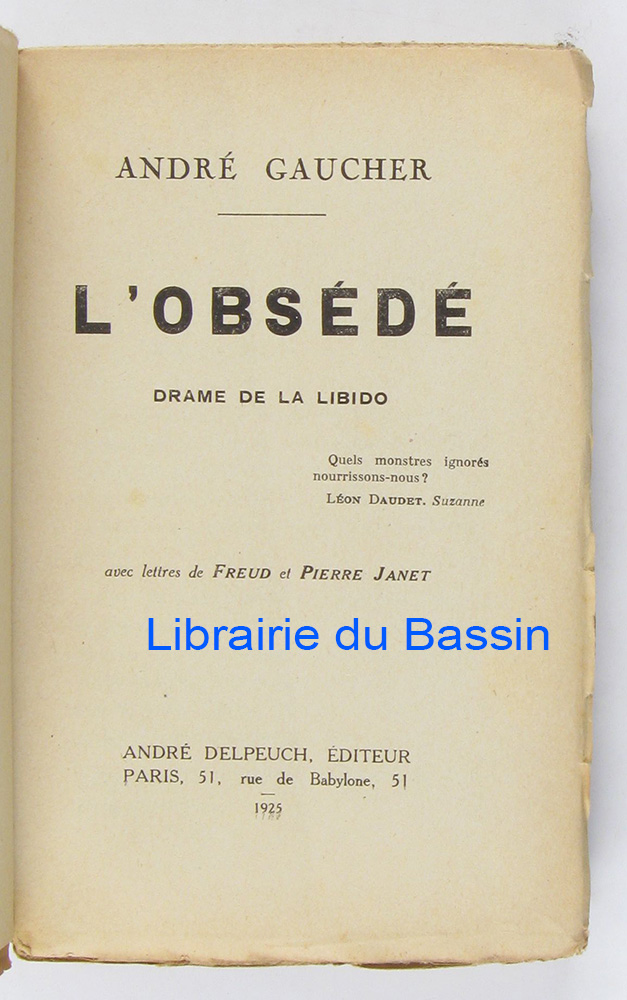 ANDRÉ GAUCHER
L'OBSÉDÉ
DRAME DE LA LIBIDO
Quels monstres ignorés
nourrissons-nous ?
LÉON DAUDET. Suzanne
avec lettres de FREUD et PIERRE JANET
Librairie du Bassin
ANDRÉ DELPEUCH, ÉDITEUR
PARIS, 51, rue de Babylone, 51
1925